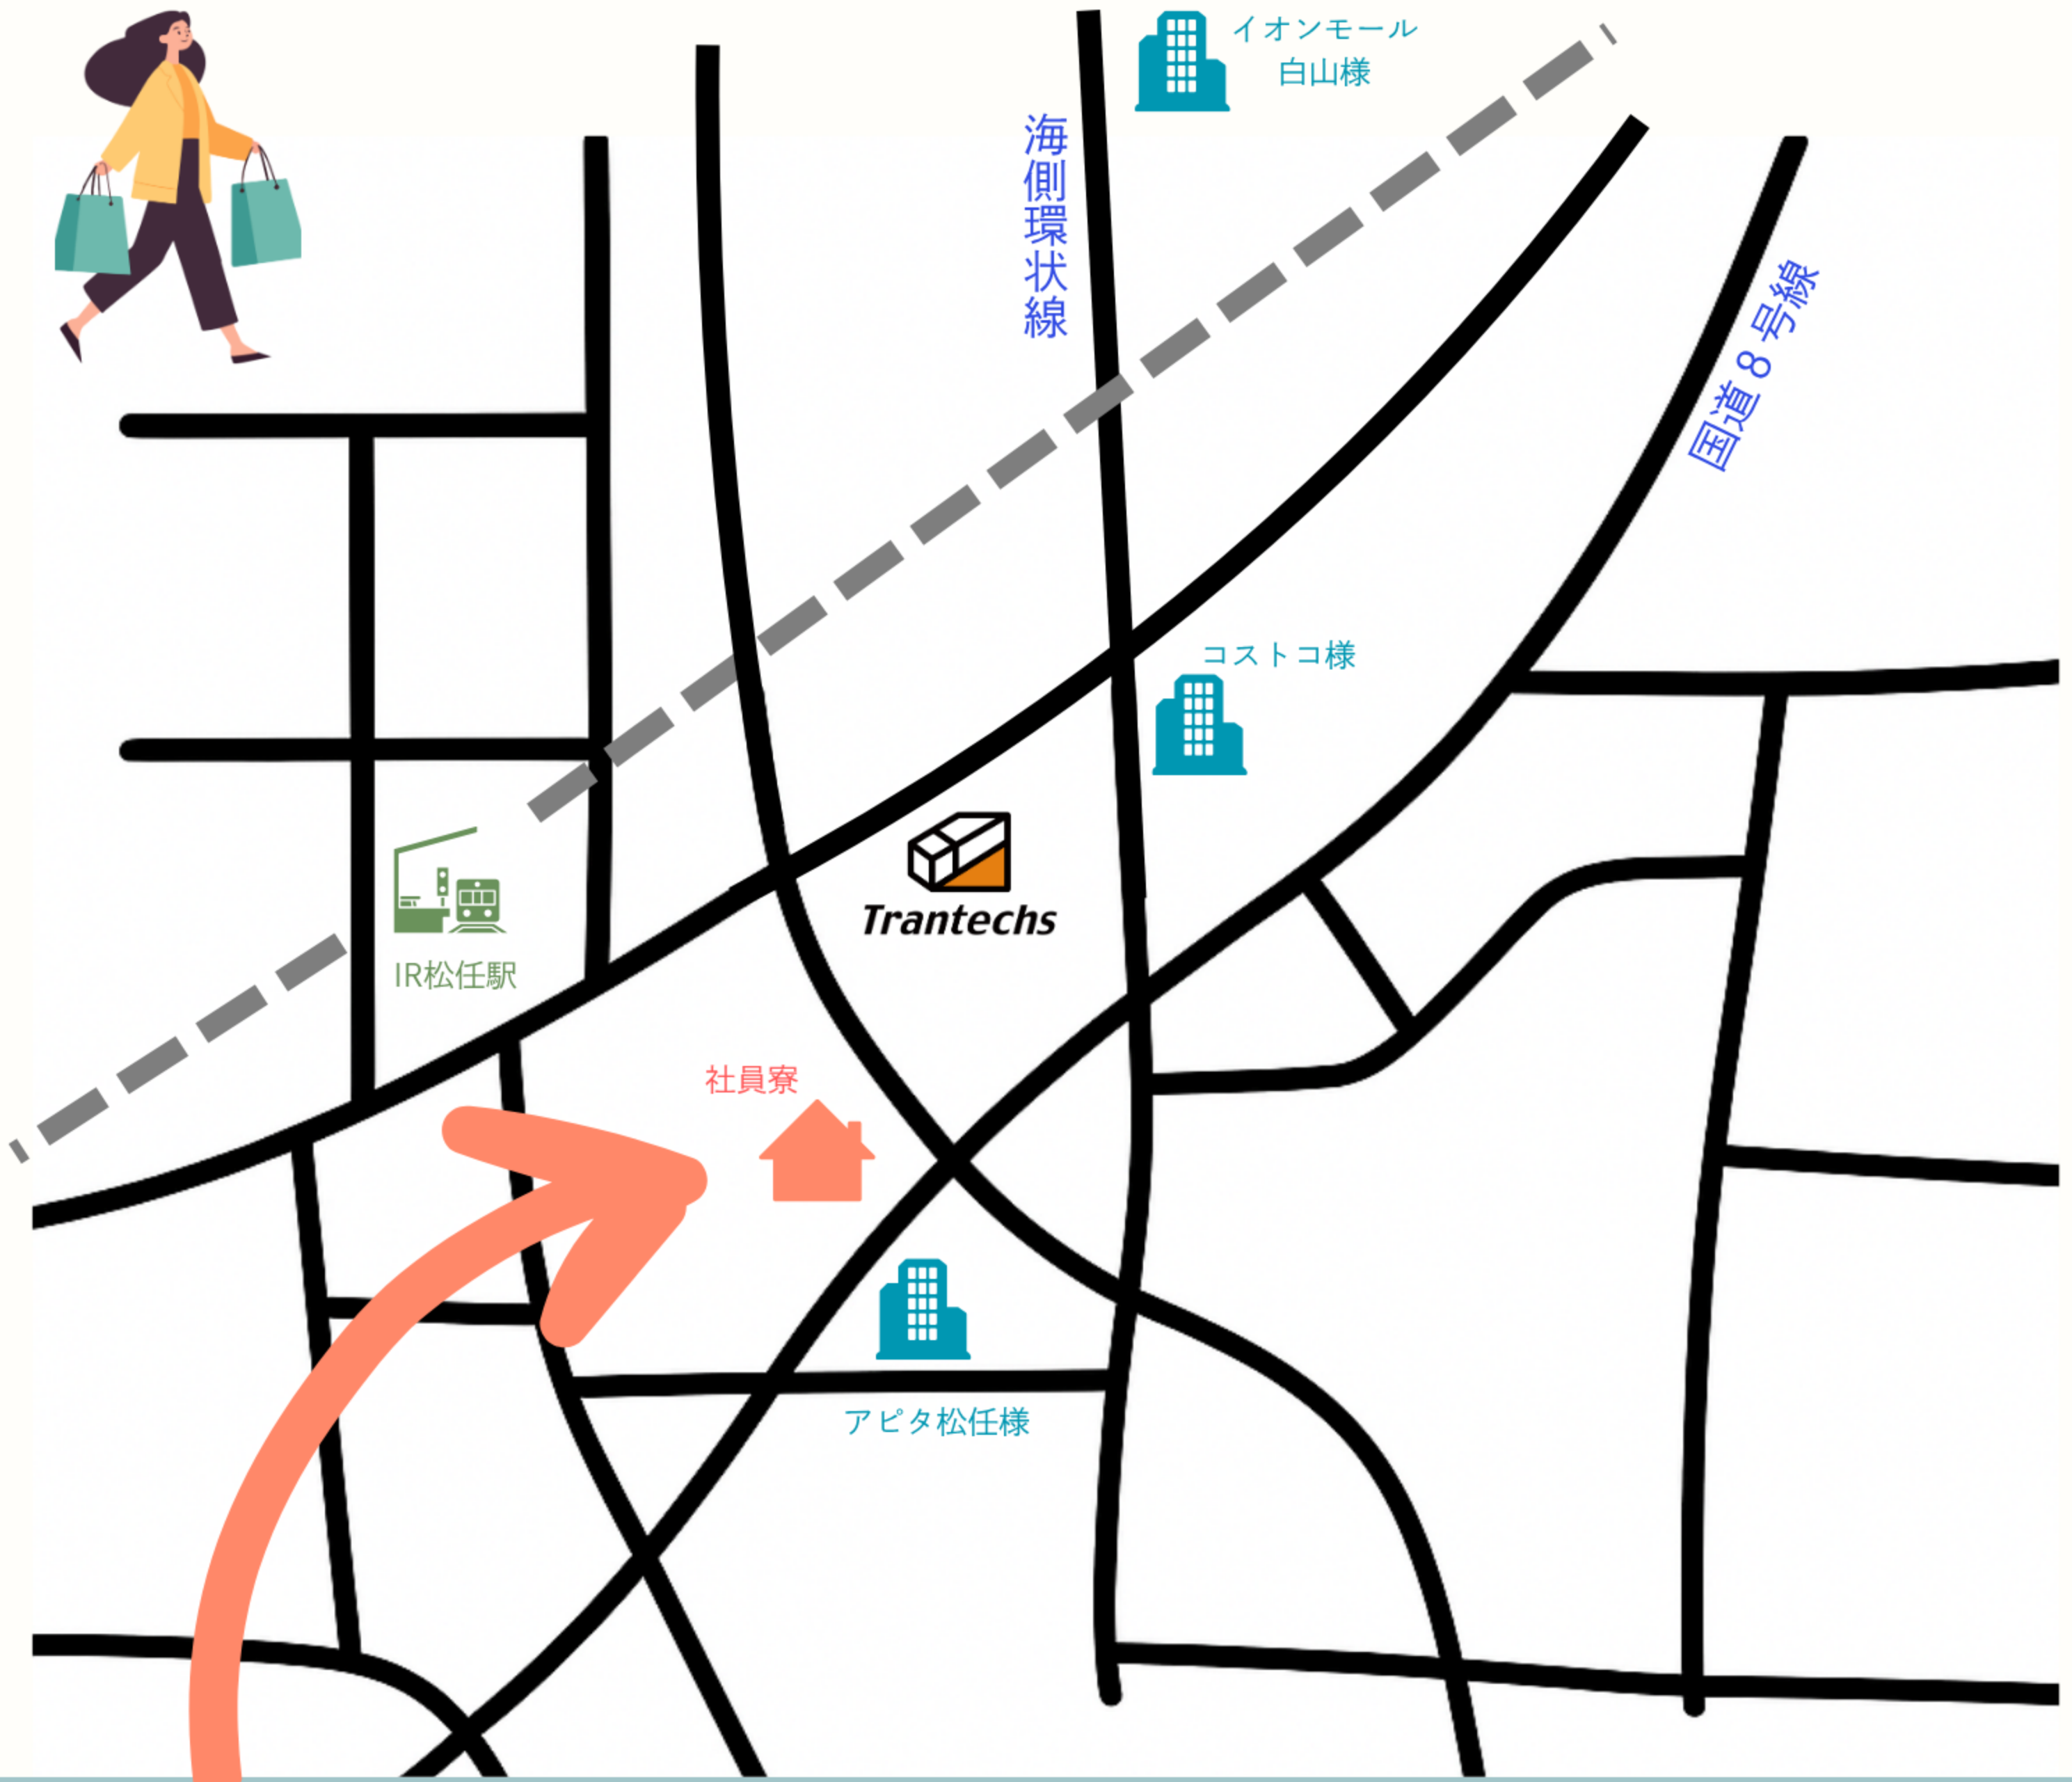 イオンモール
白山様
海側環状線
国道8号線
コストコ様
Trantechs
IR松任駅
社員寮
アピタ松任様